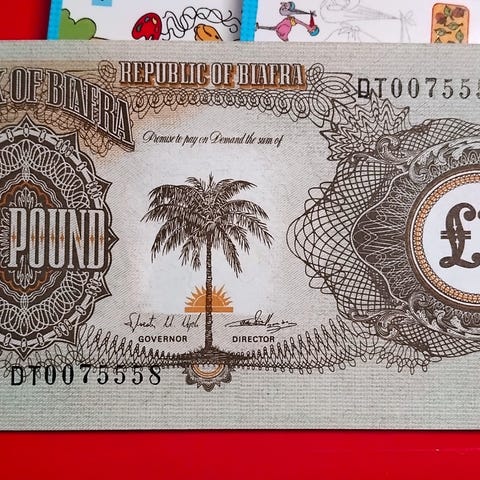 REPUBLIC OF BIAFRA
K OF BIAFRA
DT007555
Promise to pay on Demand the sum of
POUND
£
GOVERNOR
DIRECTOR
DT0075558